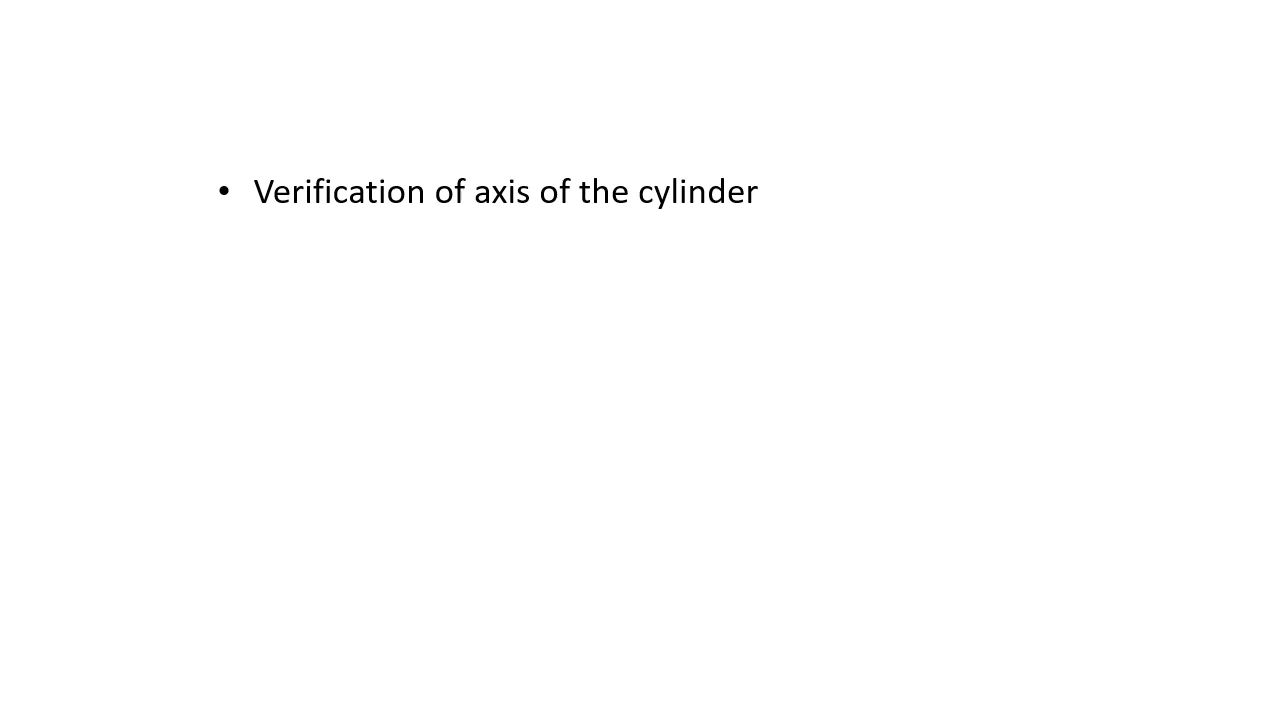 • Verification of axis of the cylinder